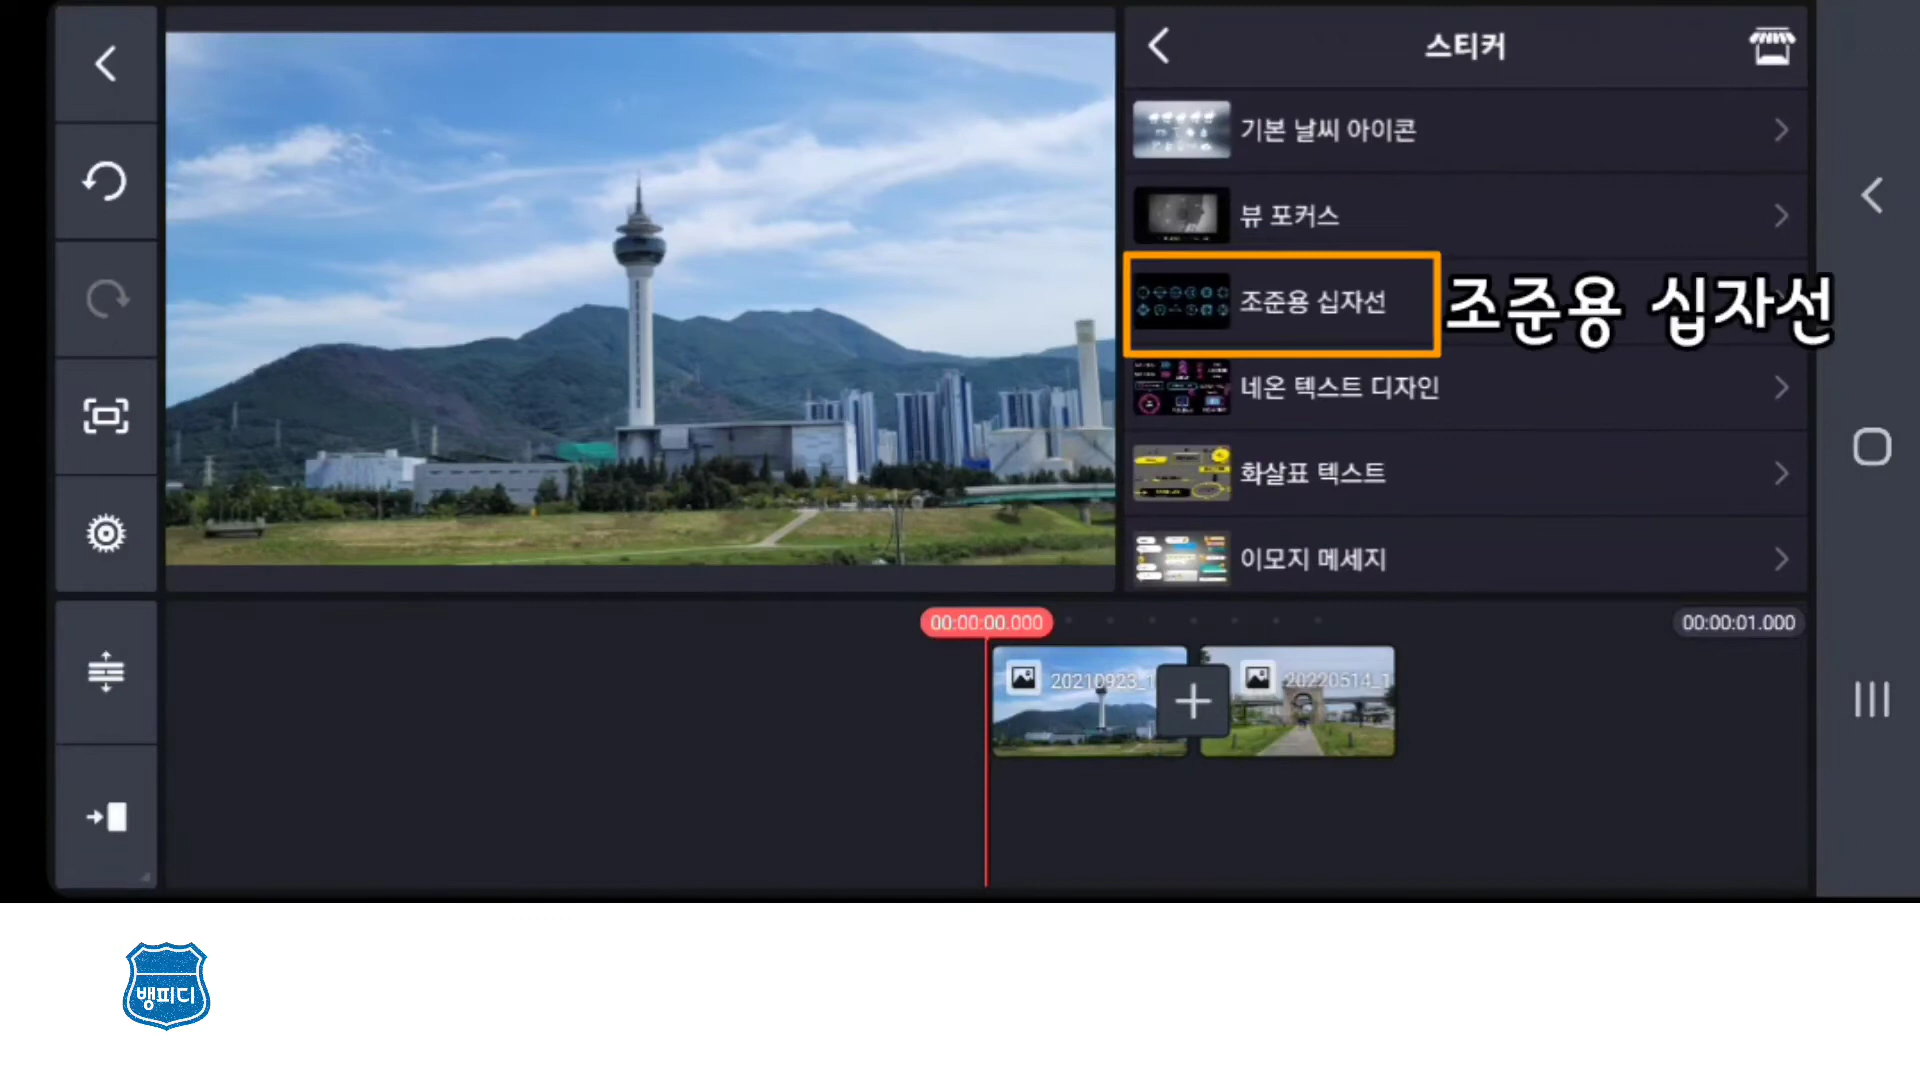 스티커
기본 날씨 아이콘
뷰 포커스
조준용 십자선
조준용 십자선
네온 텍스트 디자인
화살표 텍스트
이모지 메세지
00:00:00.000
00:00:01.000
20210923_1
20220514_1
뱅피디